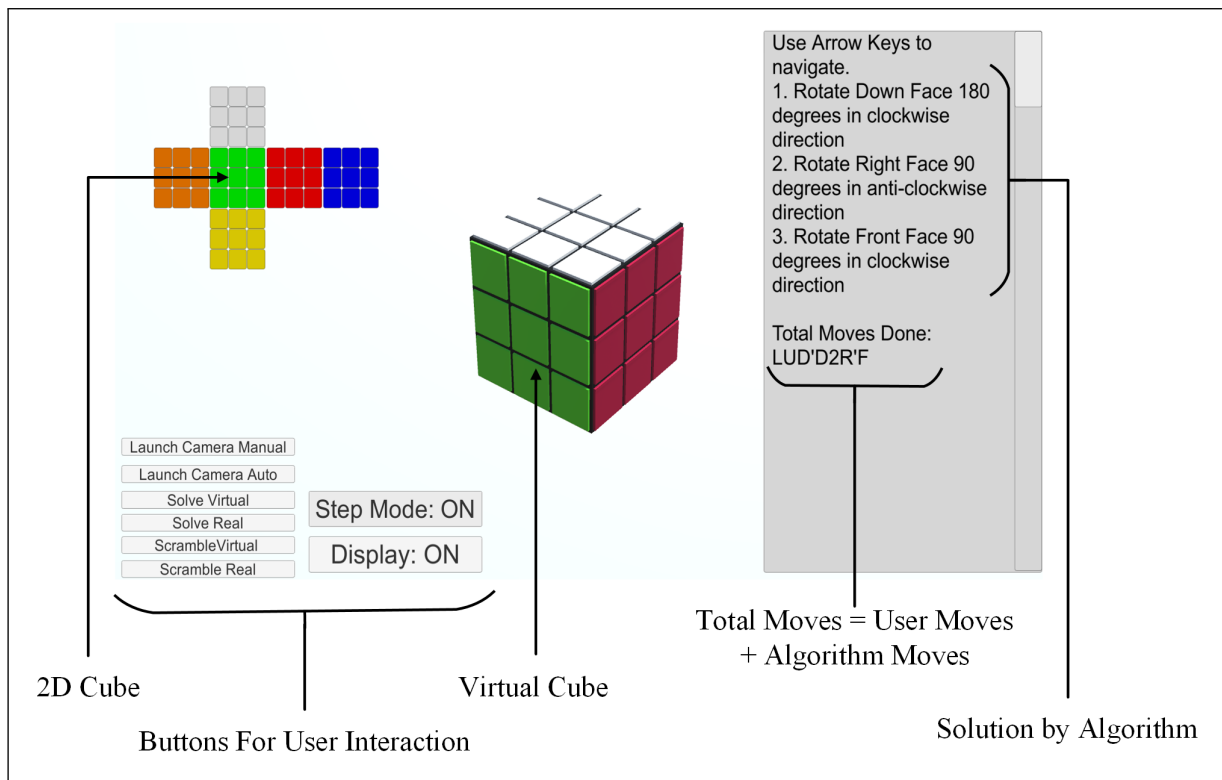 Use Arrow Keys to
navigate.
1. Rotate Down Face 180
degrees in clockwise
direction
2. Rotate Right Face 90
degrees in anti-clockwise
direction
3. Rotate Front Face 90
degrees in clockwise
direction
Total Moves Done:
LUD'D2R'F
Launch Camera Manual
Launch Camera Auto
Solve Virtual
Solve Real
ScrambleVirtual
Scramble Real
Step Mode: ON
Display: ON
Total Moves = User Moves
+ Algorithm Moves
2D Cube
Virtual Cube
Buttons For User Interaction
Solution by Algorithm